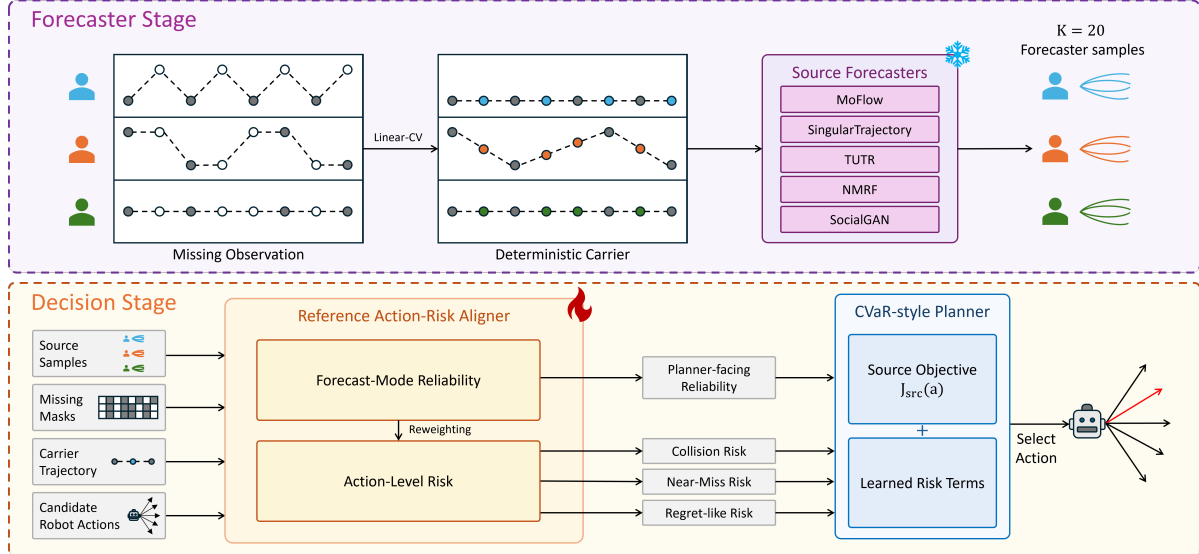 Forecaster Stage
K = 20
Forecaster samples
Linear-CV
Missing Observation
Deterministic Carrier
Source Forecasters
MoFlow
SingularTrajectory
TUTR
NMRF
SocialGAN
Decision Stage
Source
Samples
Missing
Masks
Carrier
Trajectory
Candidate
Robot Actions
Reference Action-Risk Aligner
Forecast-Mode Reliability
Reweighting
Action-Level Risk
Planner-facing
Reliability
Collision Risk
Near-Miss Risk
Regret-like Risk
CVaR-style Planner
Source Objective
J_src(a)
+
Learned Risk Terms
Select
Action